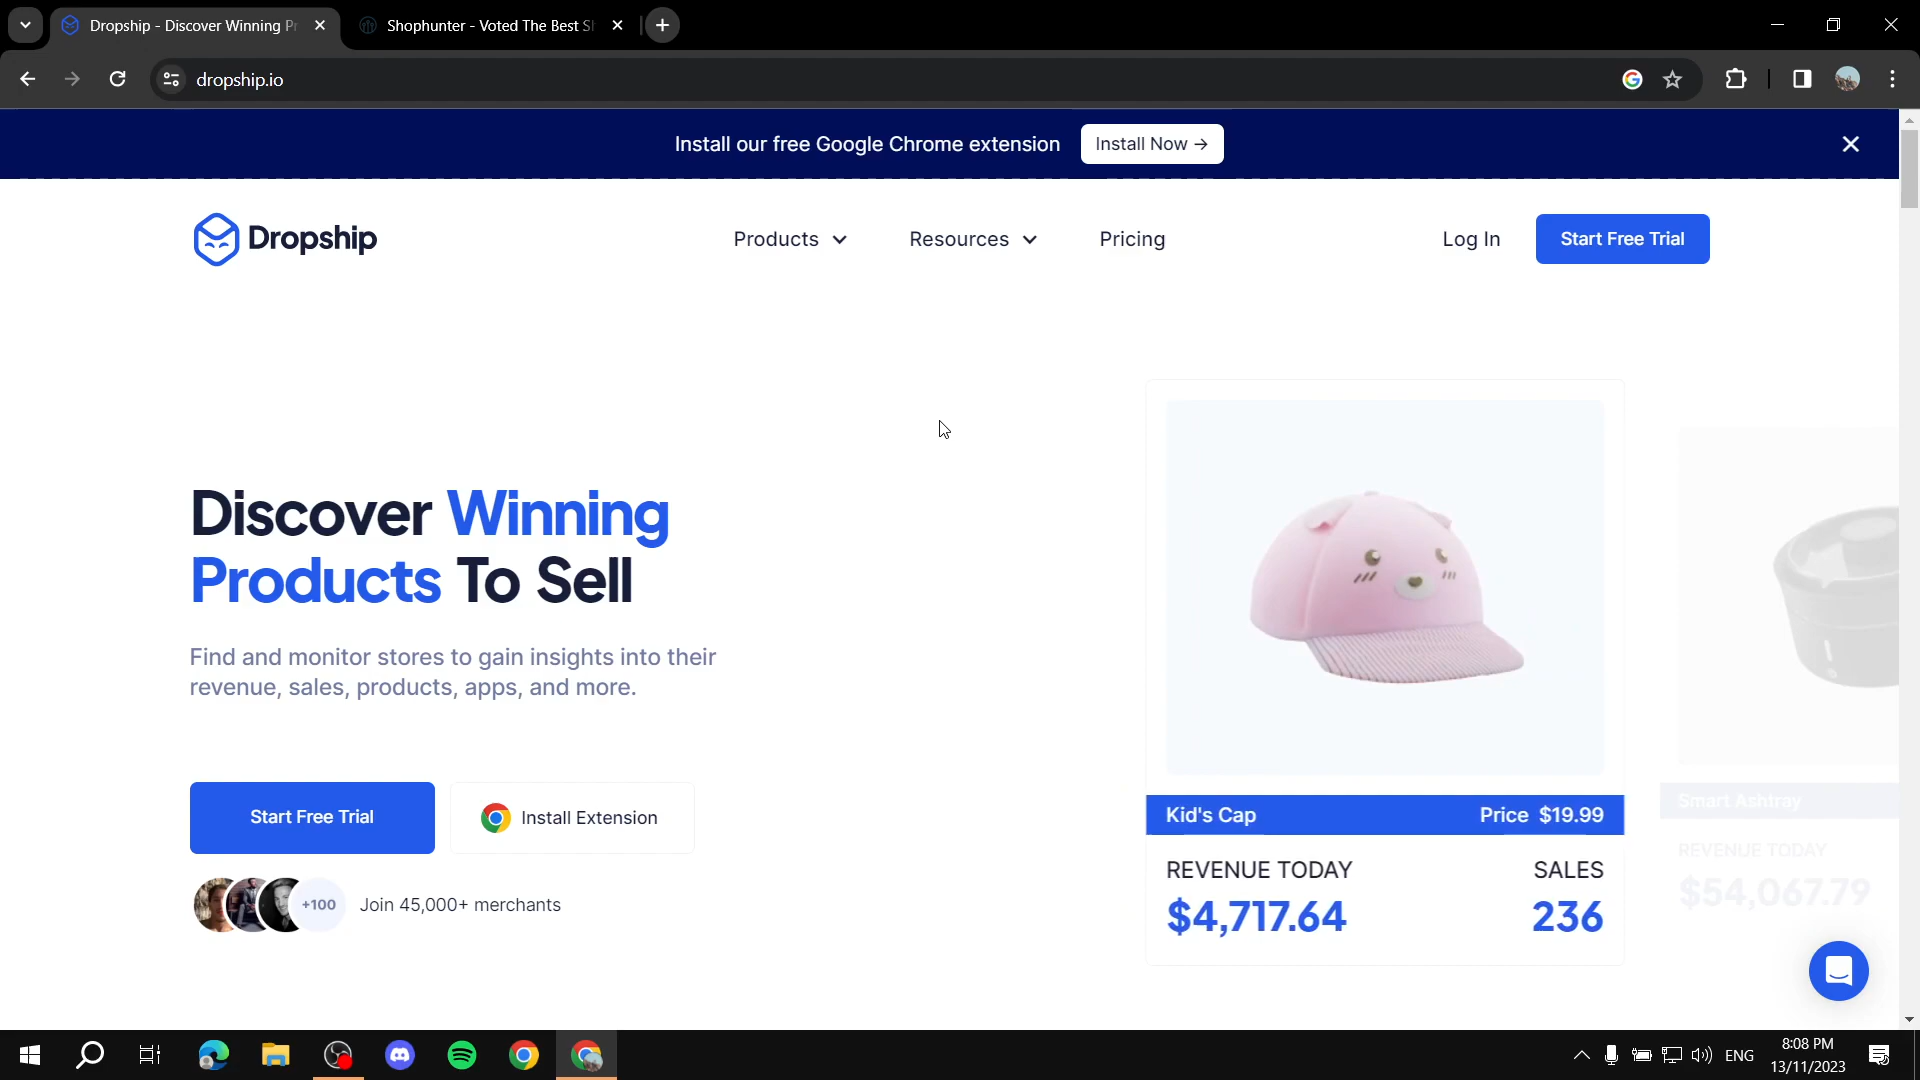 Dropship - Discover Winning Pr
Shophunter - Voted The Best Sh
dropship.io
Install our free Google Chrome extension
Install Now →
Dropship
Products
Resources
Pricing
Log In
Start Free Trial
Discover Winning
Products To Sell
Find and monitor stores to gain insights into their
revenue, sales, products, apps, and more.
Start Free Trial
Install Extension
+100
Join 45,000+ merchants
Kid's Cap
Price $19.99
REVENUE TODAY
SALES
$4,717.64
236
Smart Ashtray
REVENUE TODAY
$54,067.79
ENG
8:08 PM
13/11/2023